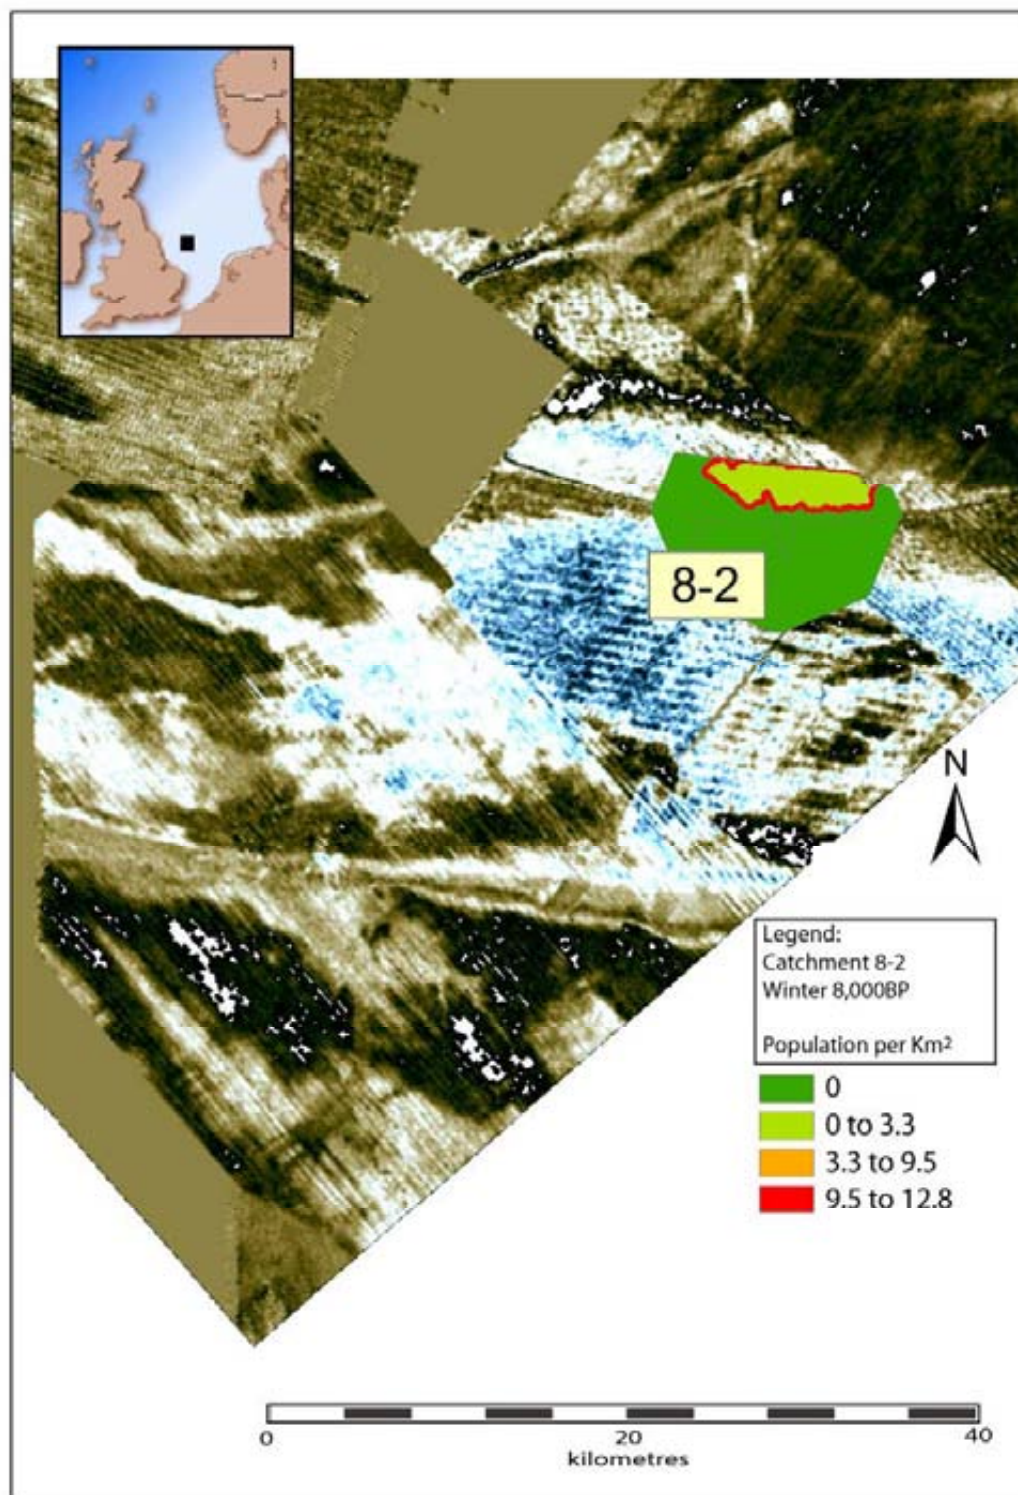 8-2
N
Legend:
Catchment 8-2
Winter 8,000BP
Population per Km²
0
0 to 3.3
3.3 to 9.5
9.5 to 12.8
0 20 40
kilometres